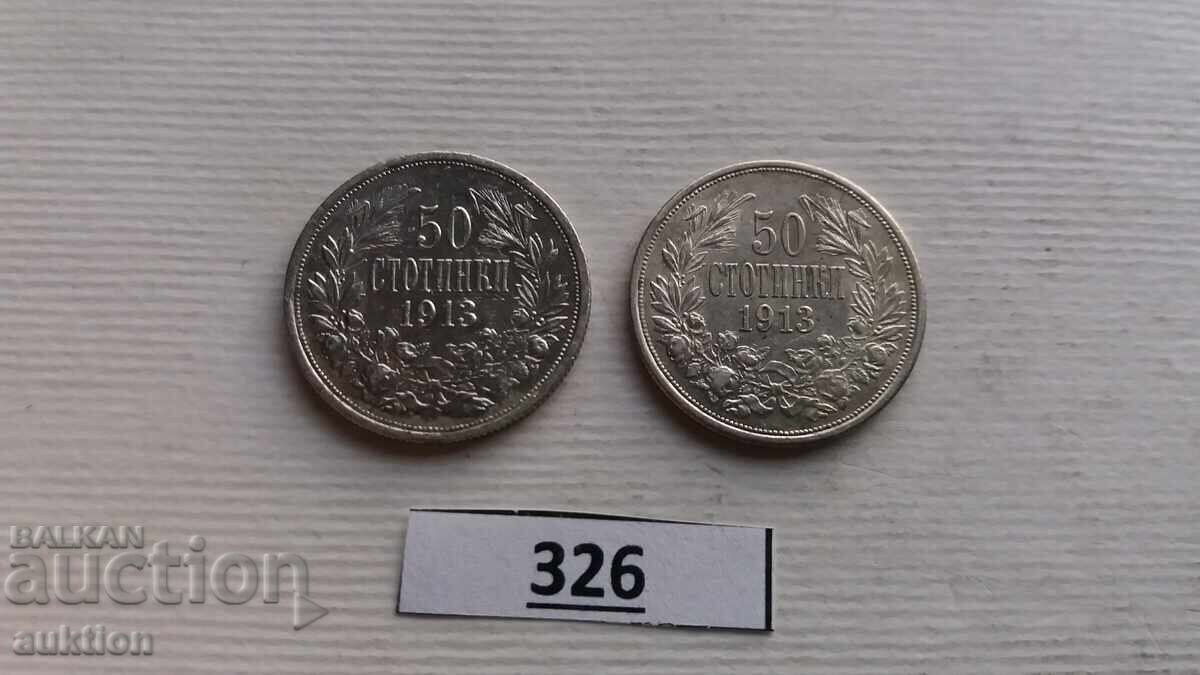 50
СТОТИНКИ
1913
50
СТОТИНКИ
1913
326
BALKAN
auction
auktion